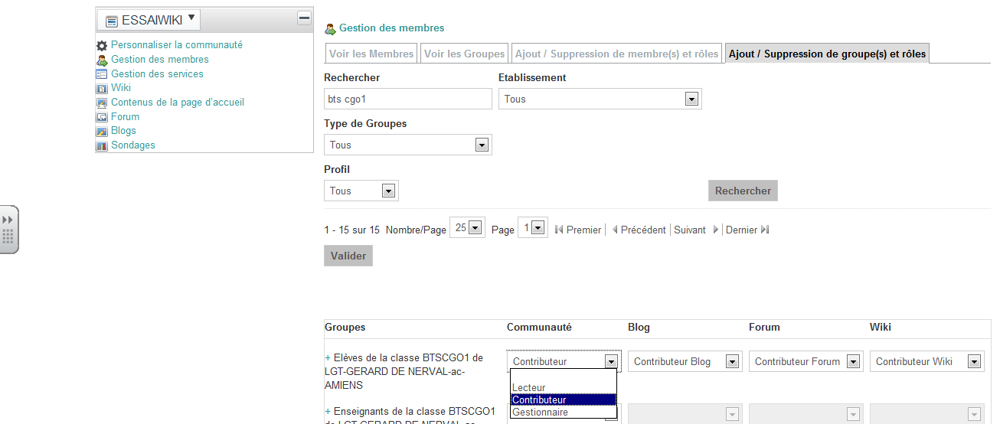 ESSAIWIKI
Personnaliser la communauté
Gestion des membres
Gestion des services
Wiki
Contenus de la page d'accueil
Forum
Blogs
Sondages
Gestion des membres
Voir les Membres Voir les Groupes Ajout / Suppression de membre(s) et rôles Ajout / Suppression de groupe(s) et rôles
Rechercher Etablissement
bts cgo1 Tous
Type de Groupes
Tous
Profil
Tous Rechercher
1 - 15 sur 15 Nombre/Page 25 Page 1 Premier Précédent Suivant Dernier
Valider
Groupes Communauté Blog Forum Wiki
+ Elèves de la classe BTSCGO1 de
LGT-GERARD DE NERVAL-ac-
AMIENS
Contributeur Contributeur Blog Contributeur Forum Contributeur Wiki
Lecteur
Contributeur
Gestionnaire
+ Enseignants de la classe BTSCGO1
de LGT-GERARD DE NERVAL-ac-